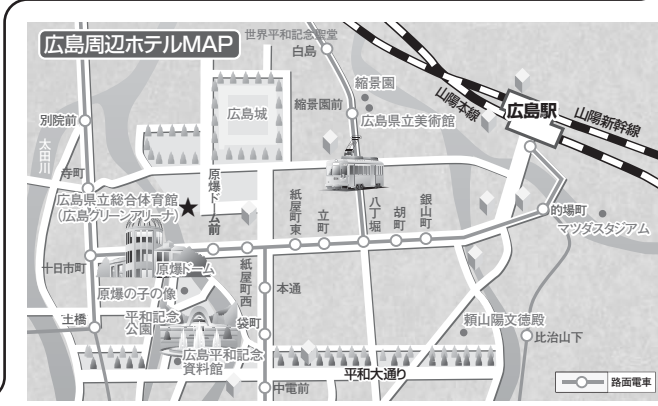 広島周辺ホテルMAP
世界平和記念聖堂
白島
縮景園
縮景園前
広島県立美術館
広島城
山陽本線
広島駅
山陽新幹線
別院前
太田川
寺町
広島県立総合体育館
(広島グリーンアリーナ)
原爆ドーム前
紙屋町東
立町
八丁堀
胡町
銀山町
的場町
マツダスタジアム
十日市町
原爆ドーム
紙屋町西
原爆の子の像
本通
土橋
平和記念
公園
袋町
広島平和記念
資料館
頼山陽文徳殿
比治山下
平和大通り
中電前
路面電車